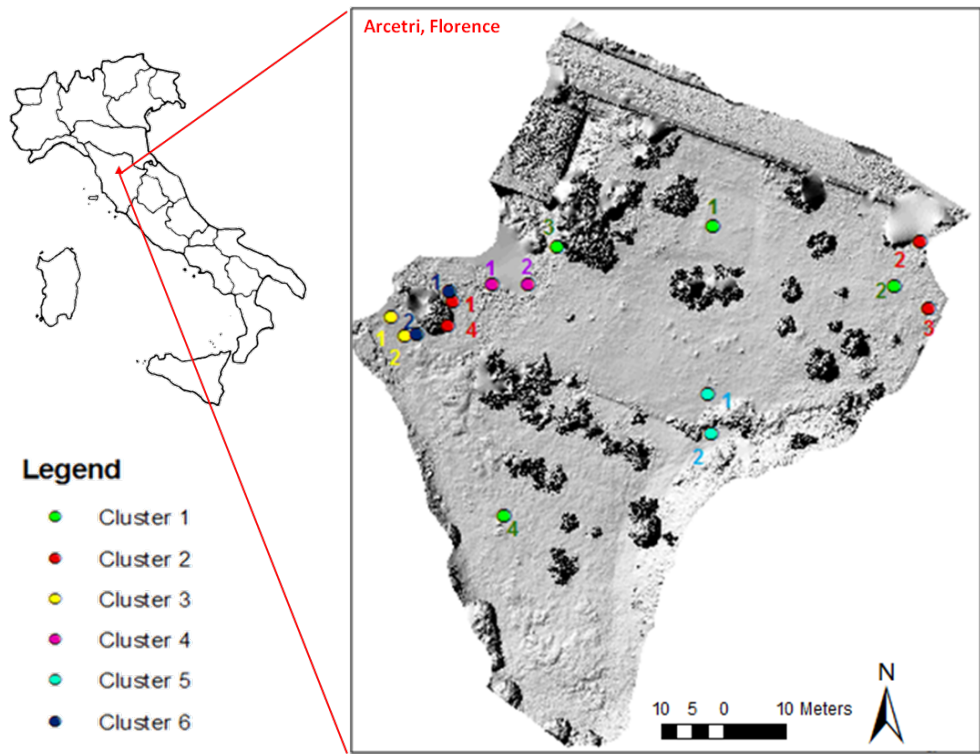 Arcetri, Florence
1
3
2
1
2
1
2
1
3
2
4
1
2
1
2
4
Legend
Cluster 1
Cluster 2
Cluster 3
Cluster 4
Cluster 5
Cluster 6
N
10 5 0 10 Meters